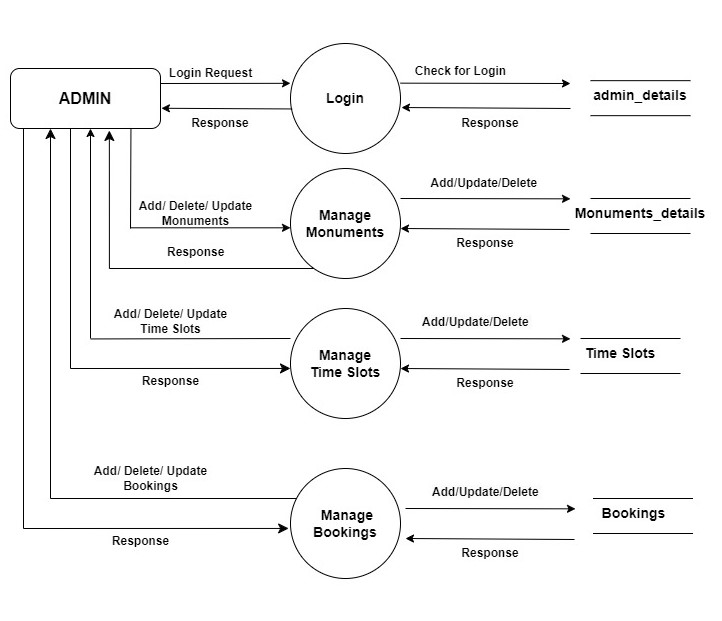 Login Request
Check for Login
ADMIN
Login
admin_details
Response
Response
Add/Update/Delete
Add/ Delete/ Update
Monuments
Manage
Monuments
Monuments_details
Response
Response
Add/ Delete/ Update
Time Slots
Add/Update/Delete
Manage
Time Slots
Time Slots
Response
Response
Add/ Delete/ Update
Bookings
Add/Update/Delete
Manage
Bookings
Bookings
Response
Response